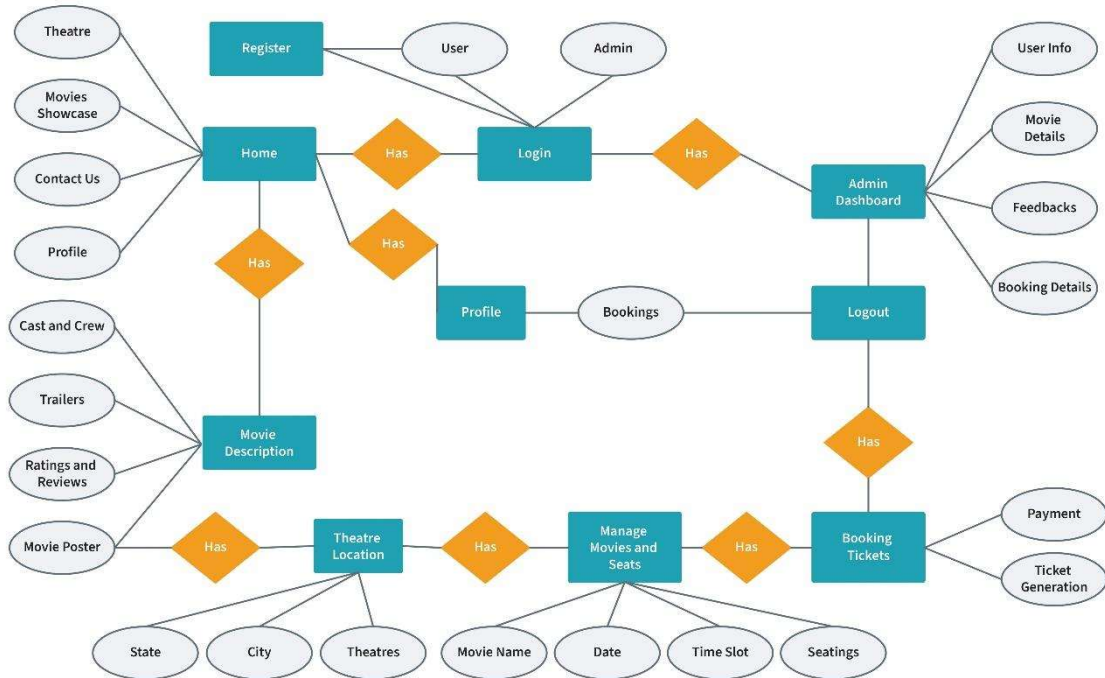 Theatre
Register
User
Admin
User Info
Movies
Showcase
Home
Has
Login
Has
Movie
Details
Contact Us
Admin
Dashboard
Feedbacks
Profile
Has
Has
Booking Details
Profile
Bookings
Logout
Cast and Crew
Trailers
Movie
Description
Has
Ratings and
Reviews
Movie Poster
Has
Theatre
Location
Has
Manage
Movies and
Seats
Has
Booking
Tickets
Payment
Ticket
Generation
State
City
Theatres
Movie Name
Date
Time Slot
Seatings